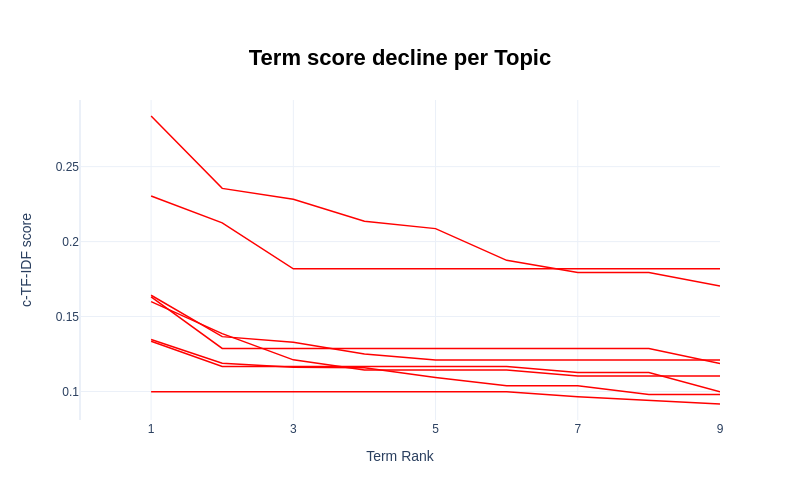 Term score decline per Topic
c-TF-IDF score
0.25
0.2
0.15
0.1
1 3 5 7 9
Term Rank